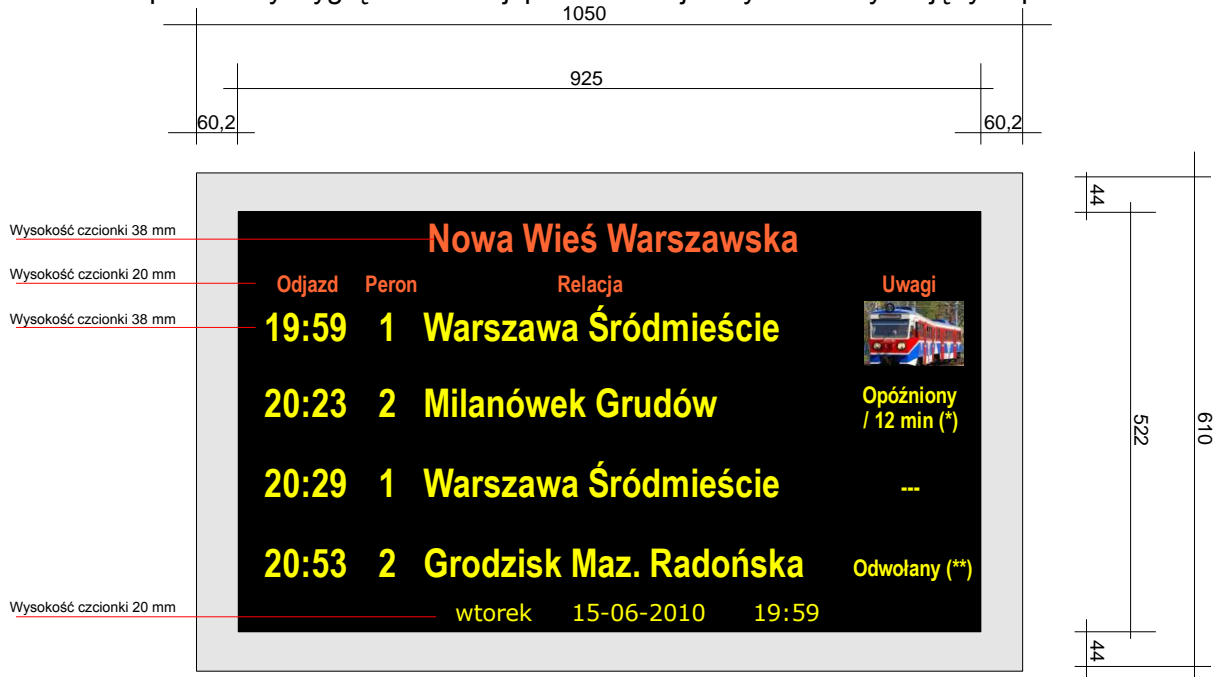 1050
925
60,2 60,2
44
Wysokość czcionki 38 mm
Nowa Wieś Warszawska
Wysokość czcionki 20 mm
Odjazd Peron Relacja Uwagi
Wysokość czcionki 38 mm
19:59 1 Warszawa Śródmieście
20:23 2 Milanówek Grudów Opóźniony
/ 12 min (*)
522
610
20:29 1 Warszawa Śródmieście ---
20:53 2 Grodzisk Maz. Radońska Odwołany (**)
Wysokość czcionki 20 mm
wtorek 15-06-2010 19:59
44